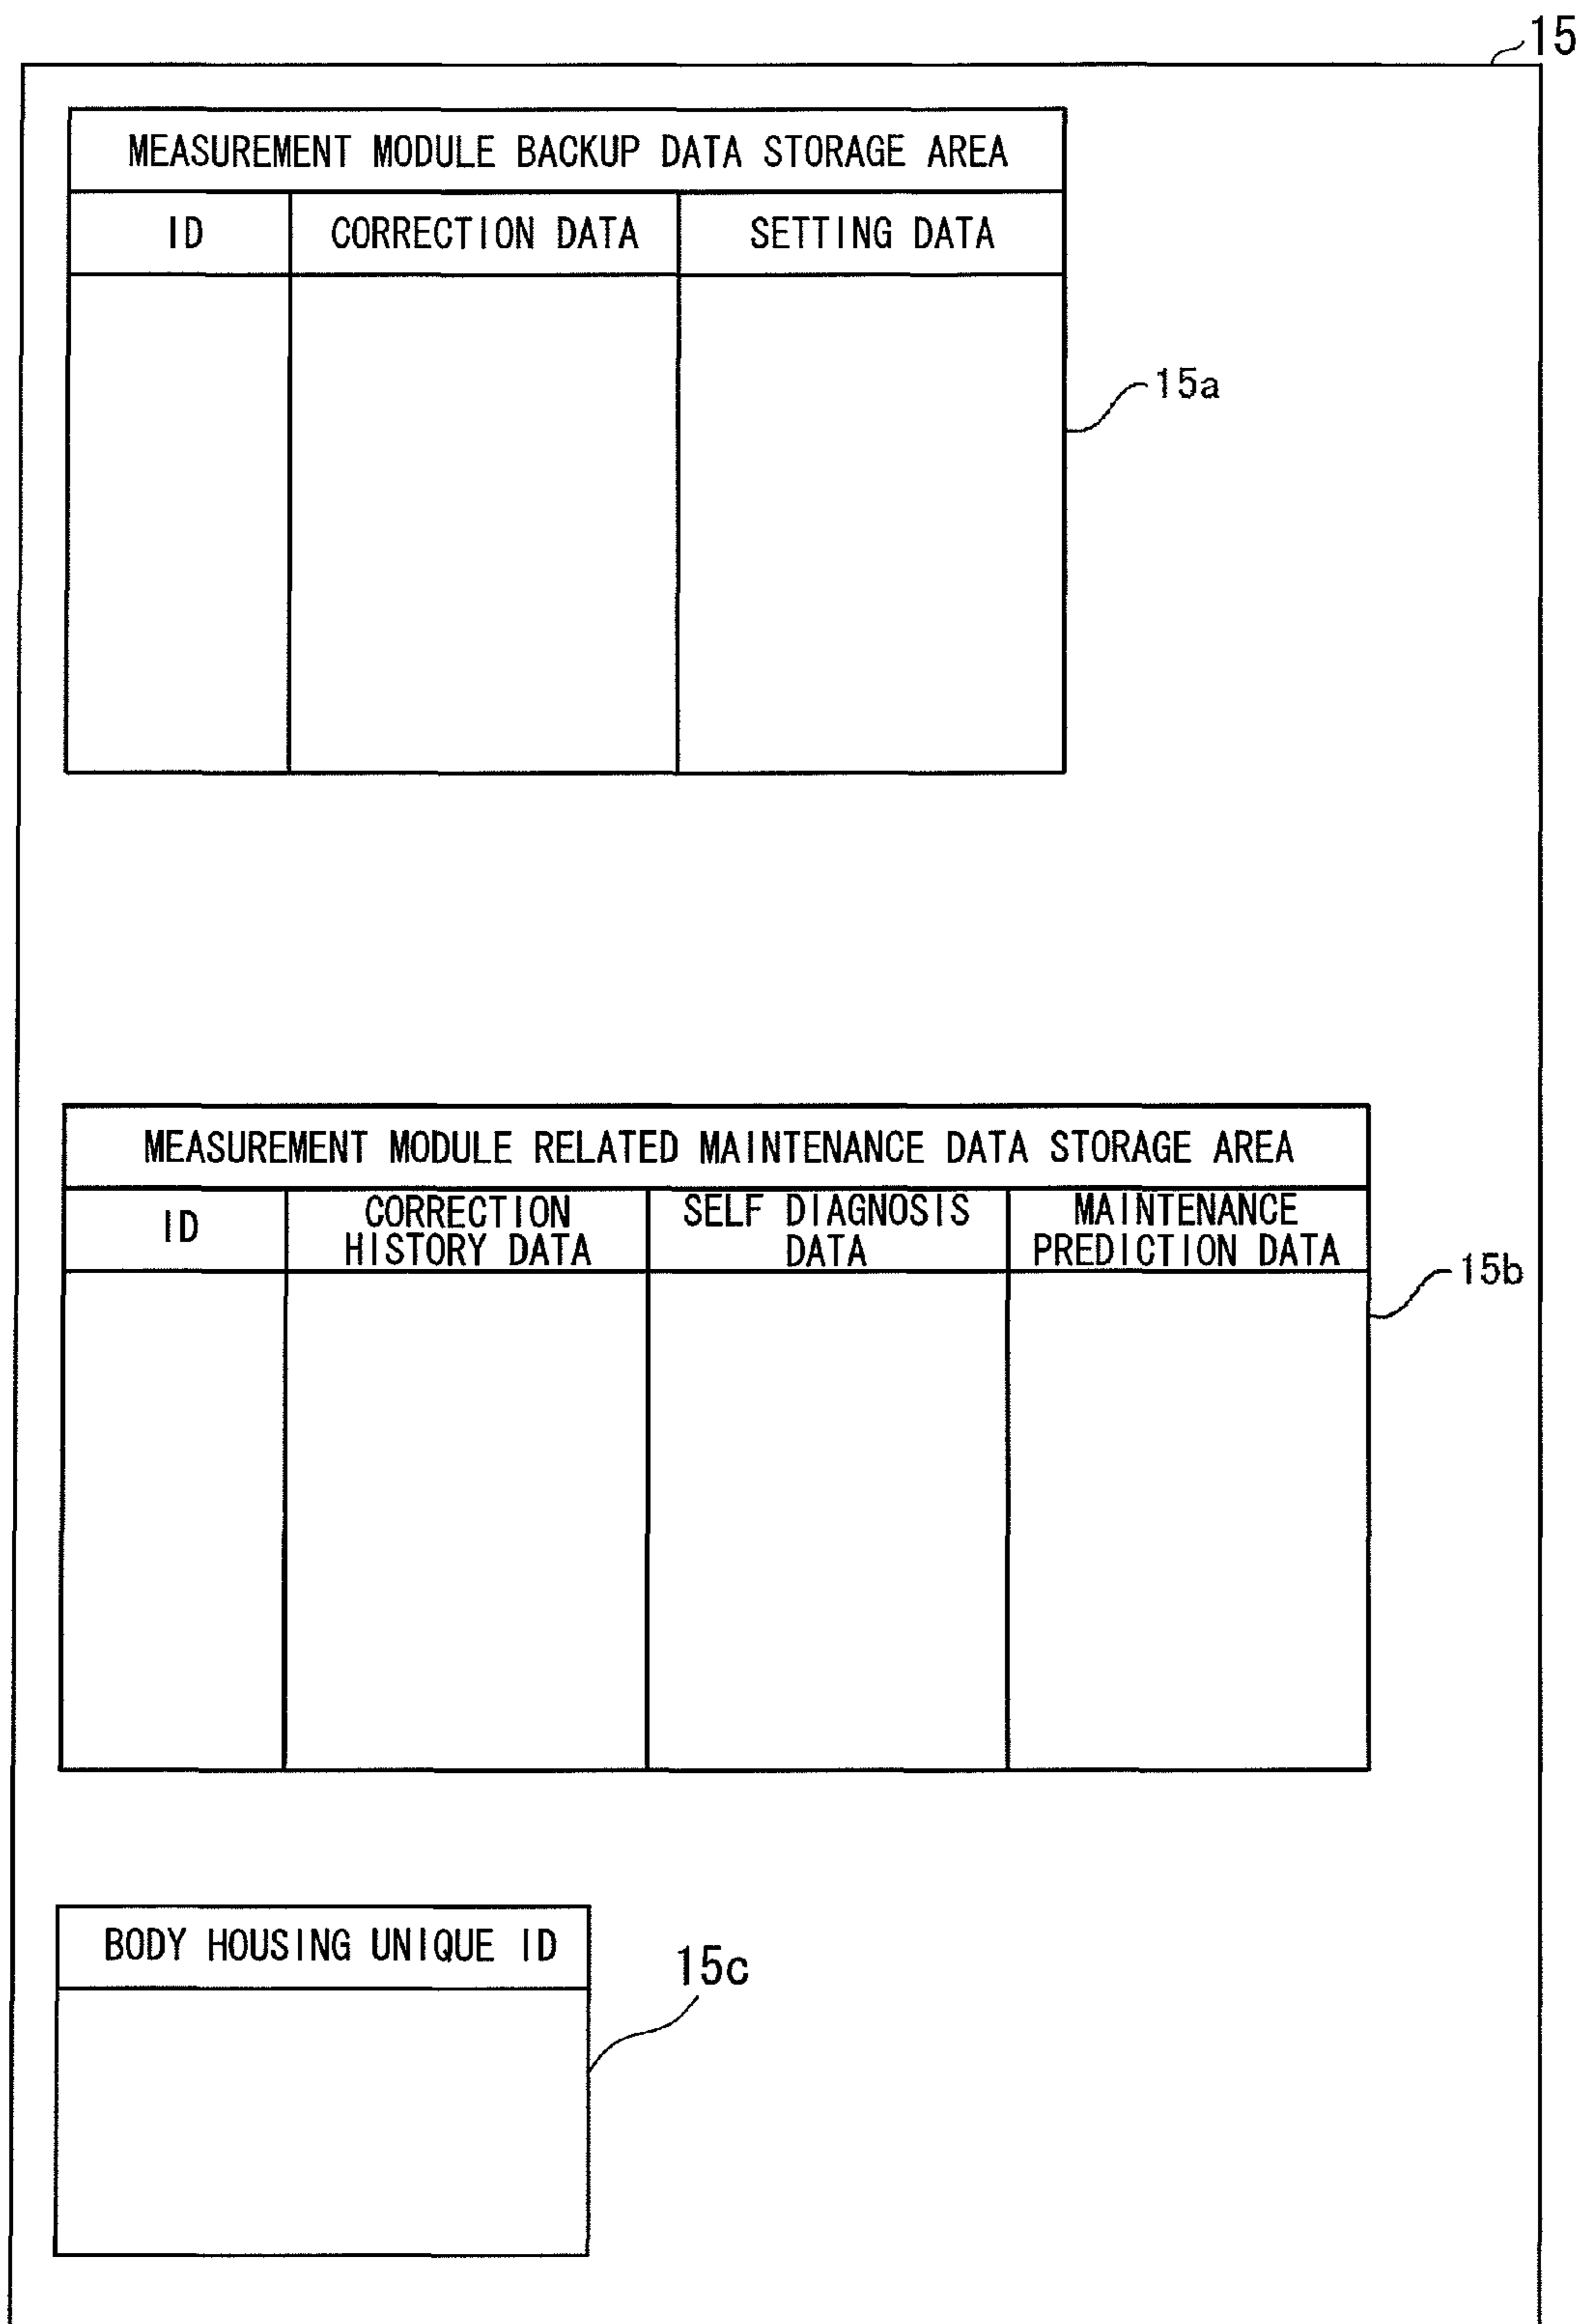 15
MEASUREMENT MODULE BACKUP DATA STORAGE AREA
ID CORRECTION DATA SETTING DATA
15a
MEASUREMENT MODULE RELATED MAINTENANCE DATA STORAGE AREA
ID CORRECTION HISTORY DATA SELF DIAGNOSIS DATA MAINTENANCE PREDICTION DATA
15b
BODY HOUSING UNIQUE ID
15c